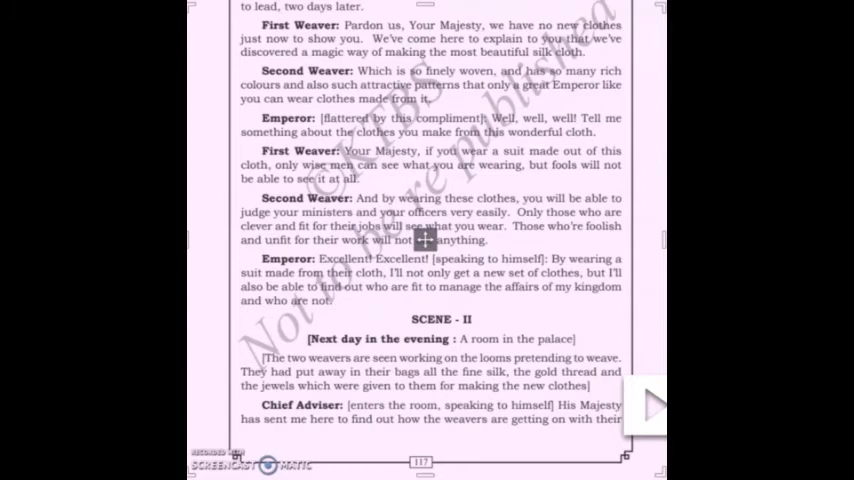 to lead, two days later.
First Weaver: Pardon us, Your Majesty, we have no new clothes
just now to show you. We've come here to explain to you that we've
discovered a magic way of making the most beautiful silk cloth.
Second Weaver: Which is so finely woven, and has so many rich
colours and also such attractive patterns that only a great Emperor like
you can wear clothes made from it.
Emperor: [flattered by this compliment]: Well, well, well! Tell me
something about the clothes you make from this wonderful cloth.
First Weaver: Your Majesty, if you wear a suit made out of this
cloth, only wise men can see what you are wearing, but fools will not
be able to see it at all.
Second Weaver: And by wearing these clothes, you will be able to
judge your ministers and your officers very easily. Only those who are
clever and fit for their jobs will see what you wear. Those who're foolish
and unfit for their work will not anything.
Emperor: Excellent! Excellent! [speaking to himself]: By wearing a
suit made from their cloth, I'll not only get a new set of clothes, but I'll
also be able to find out who are fit to manage the affairs of my kingdom
and who are not.
SCENE - II
[Next day in the evening : A room in the palace]
[The two weavers are seen working on the looms pretending to weave.
They had put away in their bags all the fine silk, the gold thread and
the jewels which were given to them for making the new clothes]
Chief Adviser: [enters the room, speaking to himself] His Majesty
has sent me here to find out how the weavers are getting on with their
117
©KTBS
Not to be re published
RECORDED WITH
SCREENCAST MATIC